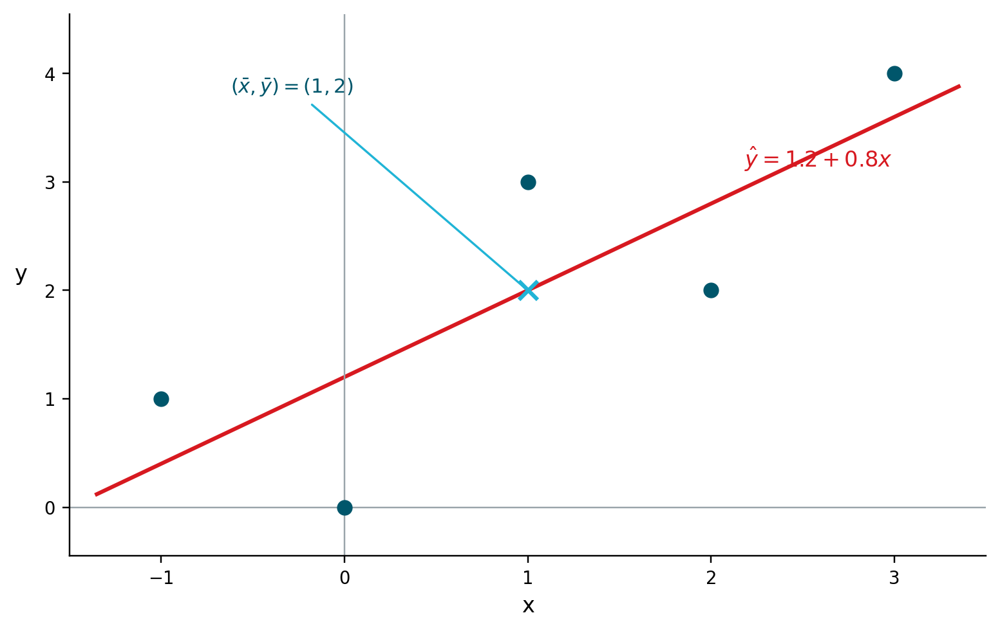 4
(x̄, ȳ) = (1, 2)
ŷ = 1.2 + 0.8x
3
y
2
1
0
−1 0 1 2 3
x